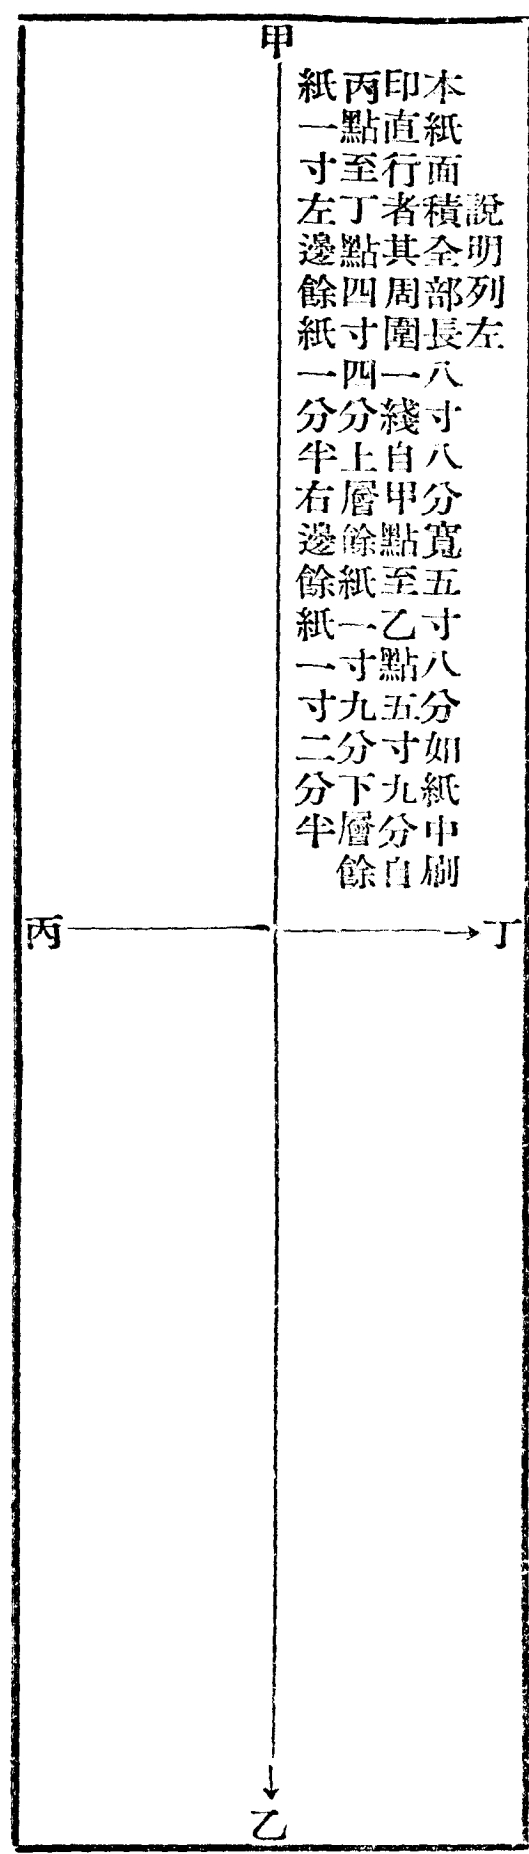 甲
說明列左
本紙面積全部長八寸八分寬五寸八分如紙中刷
印直行者其周圍一綫自甲點至乙點五寸九分自
丙點至丁點四寸四分上層餘紙一寸九分下層餘
紙一寸左邊餘紙一分半右邊餘紙一寸二分半
丁
丙
乙